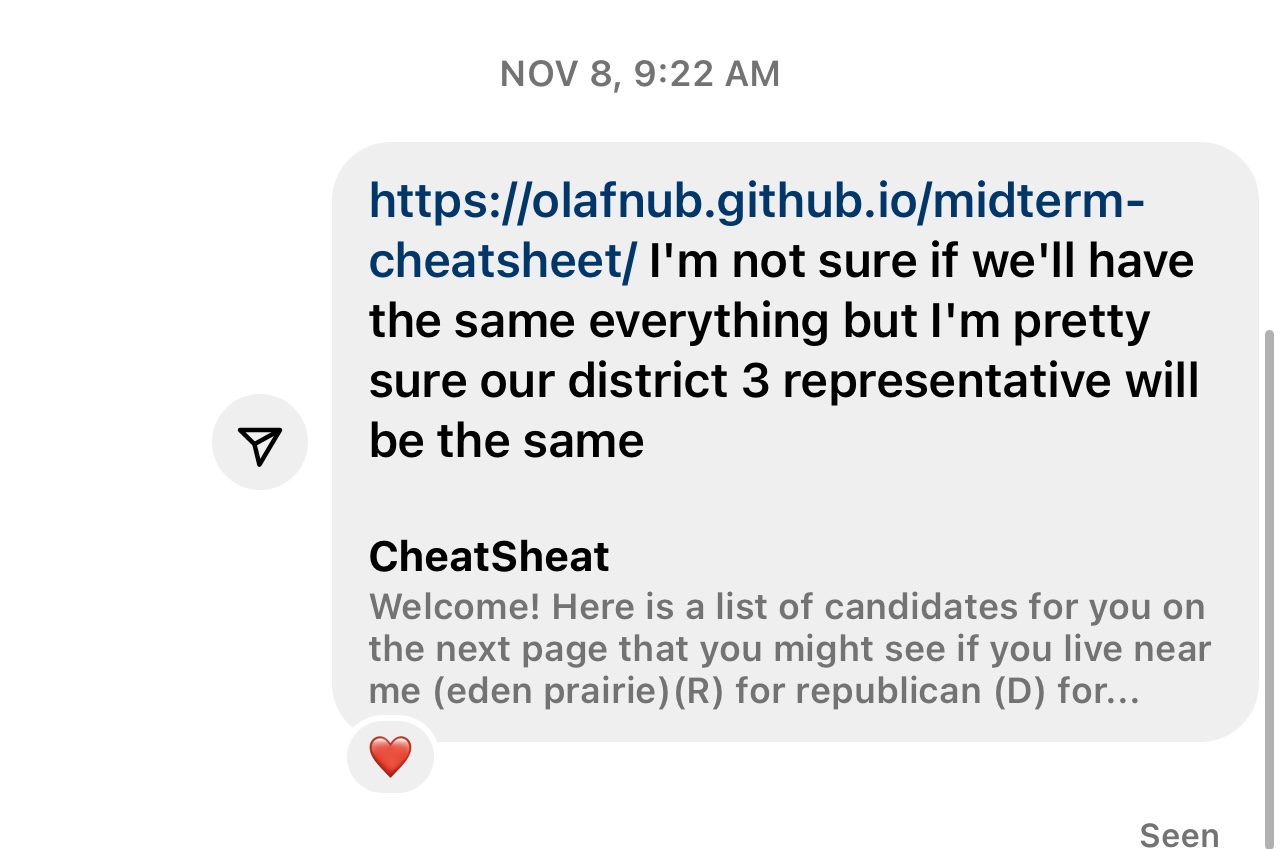 NOV 8, 9:22 AM
https://olafnub.github.io/midterm-
cheatsheet/ I'm not sure if we'll have
the same everything but I'm pretty
sure our district 3 representative will
be the same
CheatSheat
Welcome! Here is a list of candidates for you on
the next page that you might see if you live near
me (eden prairie)(R) for republican (D) for...
Seen